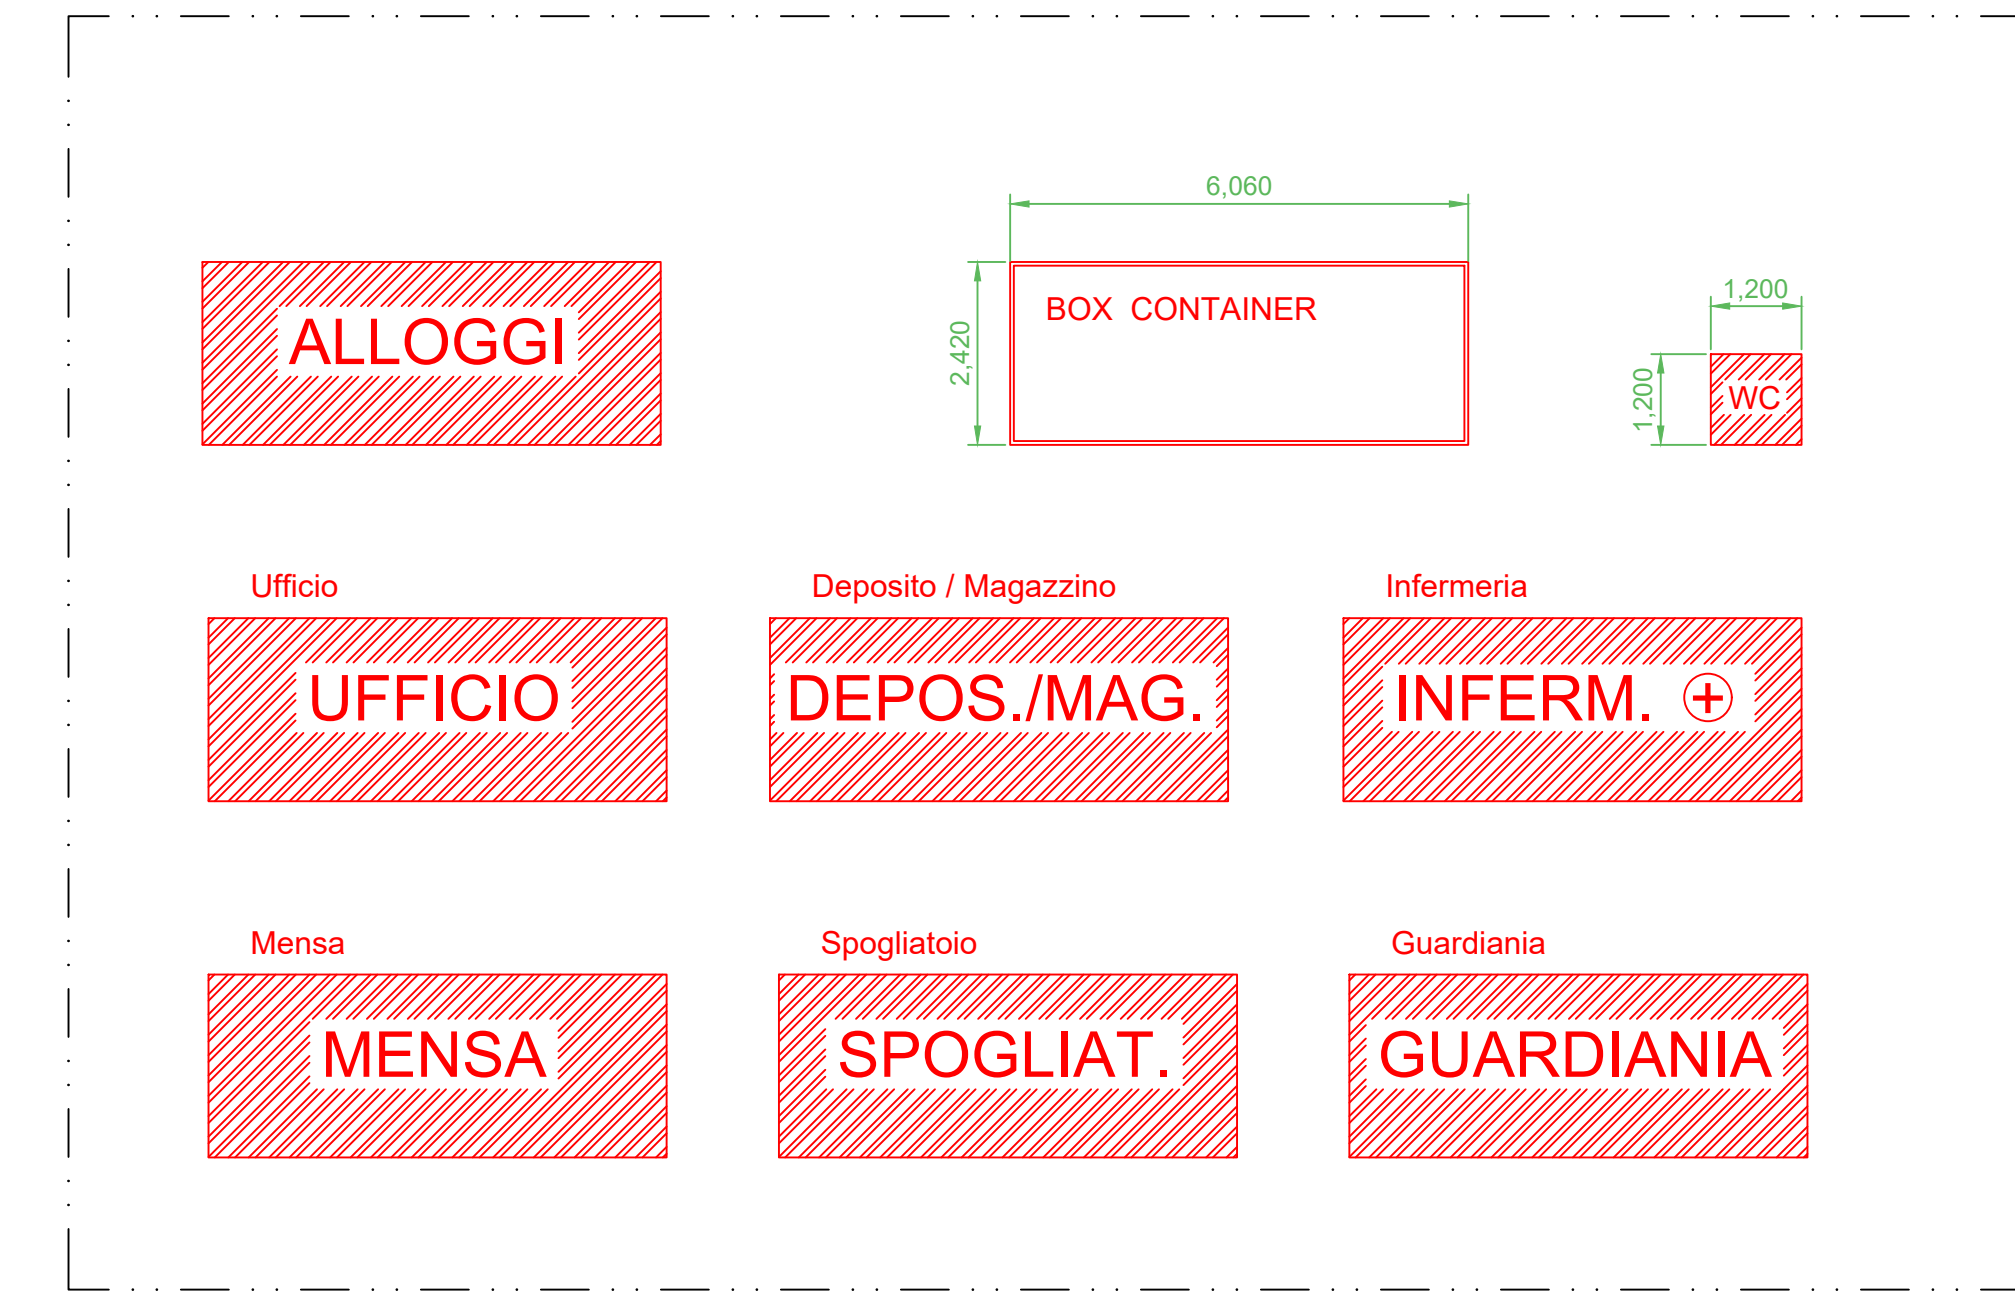 6,060
ALLOGGI
2,420
BOX CONTAINER
1,200
1,200
WC
Ufficio
Deposito / Magazzino
Infermeria
UFFICIO
DEPOS./MAG.
INFERM.
Mensa
Spogliatoio
Guardiania
MENSA
SPOGLIAT.
GUARDIANIA